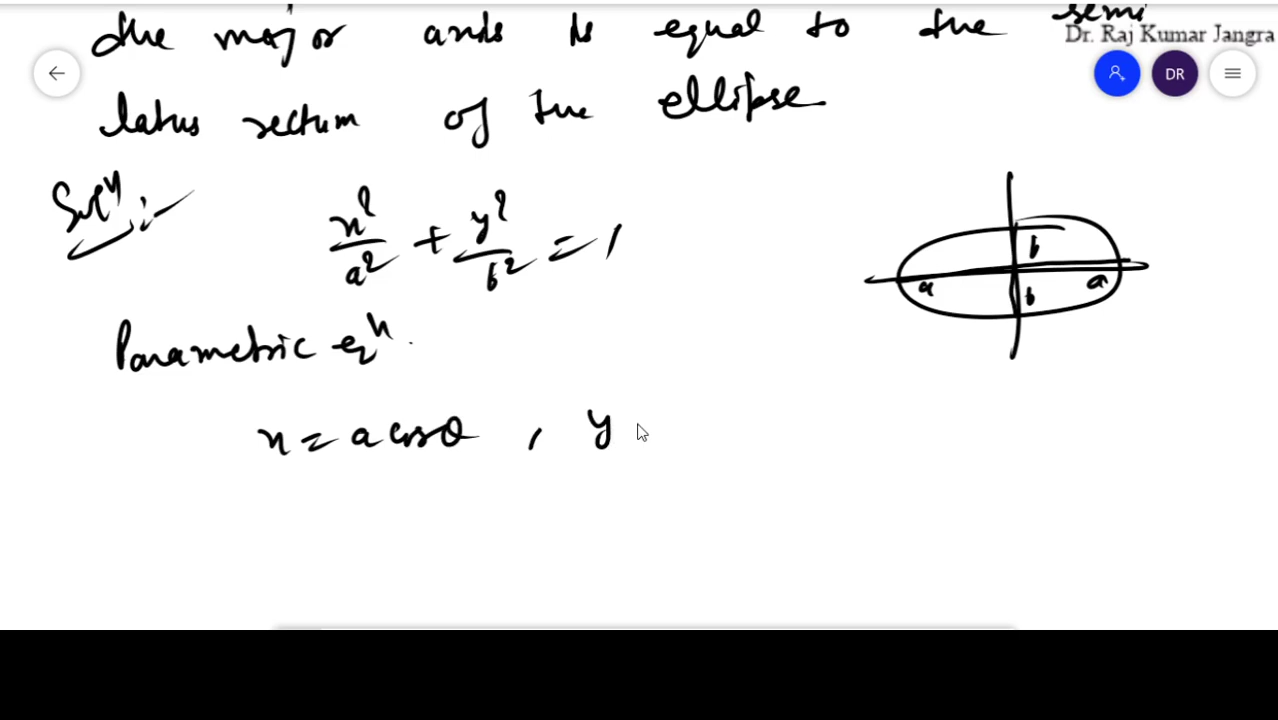 the major axis is equal to the semi
Dr. Raj Kumar Jangra
DR
latus rectum of the ellipse
Solⁿ :-
x²/a² + y²/b² = 1
b
a
b
a
Parametric eqⁿ.
x = a cosθ , y